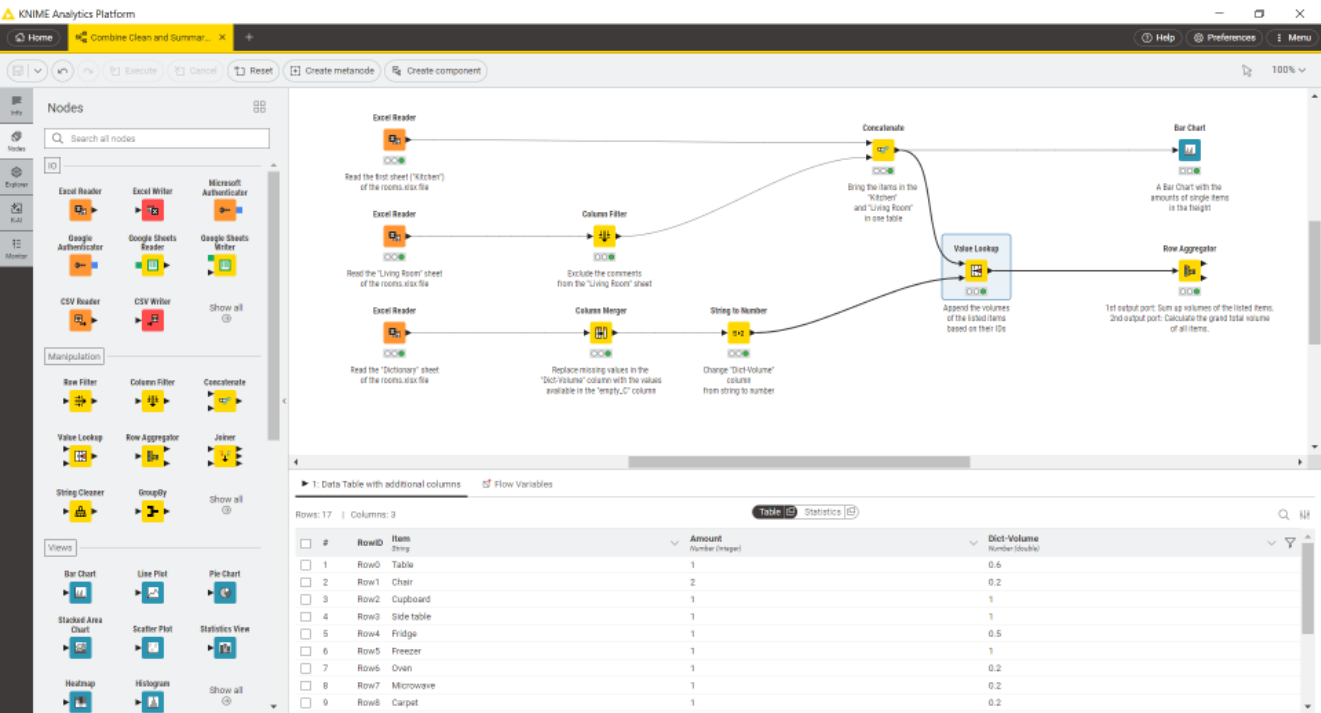 KNIME Analytics Platform
Home
Combine Clean and Summar...
Help
Preferences
Menu
Execute
Cancel
Reset
Create metanode
Create component
100%
Info
Nodes
Explorer
K-AI
Monitor
Nodes
Search all nodes
IO
Excel Reader
Excel Writer
Microsoft
Authenticator
Google
Authenticator
Google Sheets
Reader
Google Sheets
Writer
CSV Reader
CSV Writer
Show all
Manipulation
Row Filter
Column Filter
Concatenate
Value Lookup
Row Aggregator
Joiner
String Cleaner
GroupBy
Show all
Views
Bar Chart
Line Plot
Pie Chart
Stacked Area
Chart
Scatter Plot
Statistics View
Heatmap
Histogram
Show all
Excel Reader
Read the first sheet ("Kitchen")
of the rooms.xlsx file
Excel Reader
Read the "Living Room" sheet
of the rooms.xlsx file
Column Filter
Exclude the comments
from the "Living Room" sheet
Excel Reader
Read the "Dictionary" sheet
of the rooms.xlsx file
Column Merger
Replace missing values in the
"Dict-Volume" column with the values
available in the "empty_C" column
String to Number
S+2
Change "Dict-Volume"
column
from string to number
Concatenate
Bring the items in the
"Kitchen"
and "Living Room"
in one table
Value Lookup
Append the volumes
of the listed items
based on their IDs
Bar Chart
A Bar Chart with the
amounts of single items
in the freight
Row Aggregator
1st output port: Sum up volumes of the listed items.
2nd output port: Calculate the grand total volume
of all items.
1: Data Table with additional columns
Flow Variables
Rows: 17 | Columns: 3
Table
Statistics
# RowID Item Amount Dict-Volume
String Number (integer) Number (double)
1 Row0 Table 1 0.6
2 Row1 Chair 2 0.2
3 Row2 Cupboard 1 1
4 Row3 Side table 1 1
5 Row4 Fridge 1 0.5
6 Row5 Freezer 1 1
7 Row6 Oven 1 0.2
8 Row7 Microwave 1 0.2
9 Row8 Carpet 1 0.2